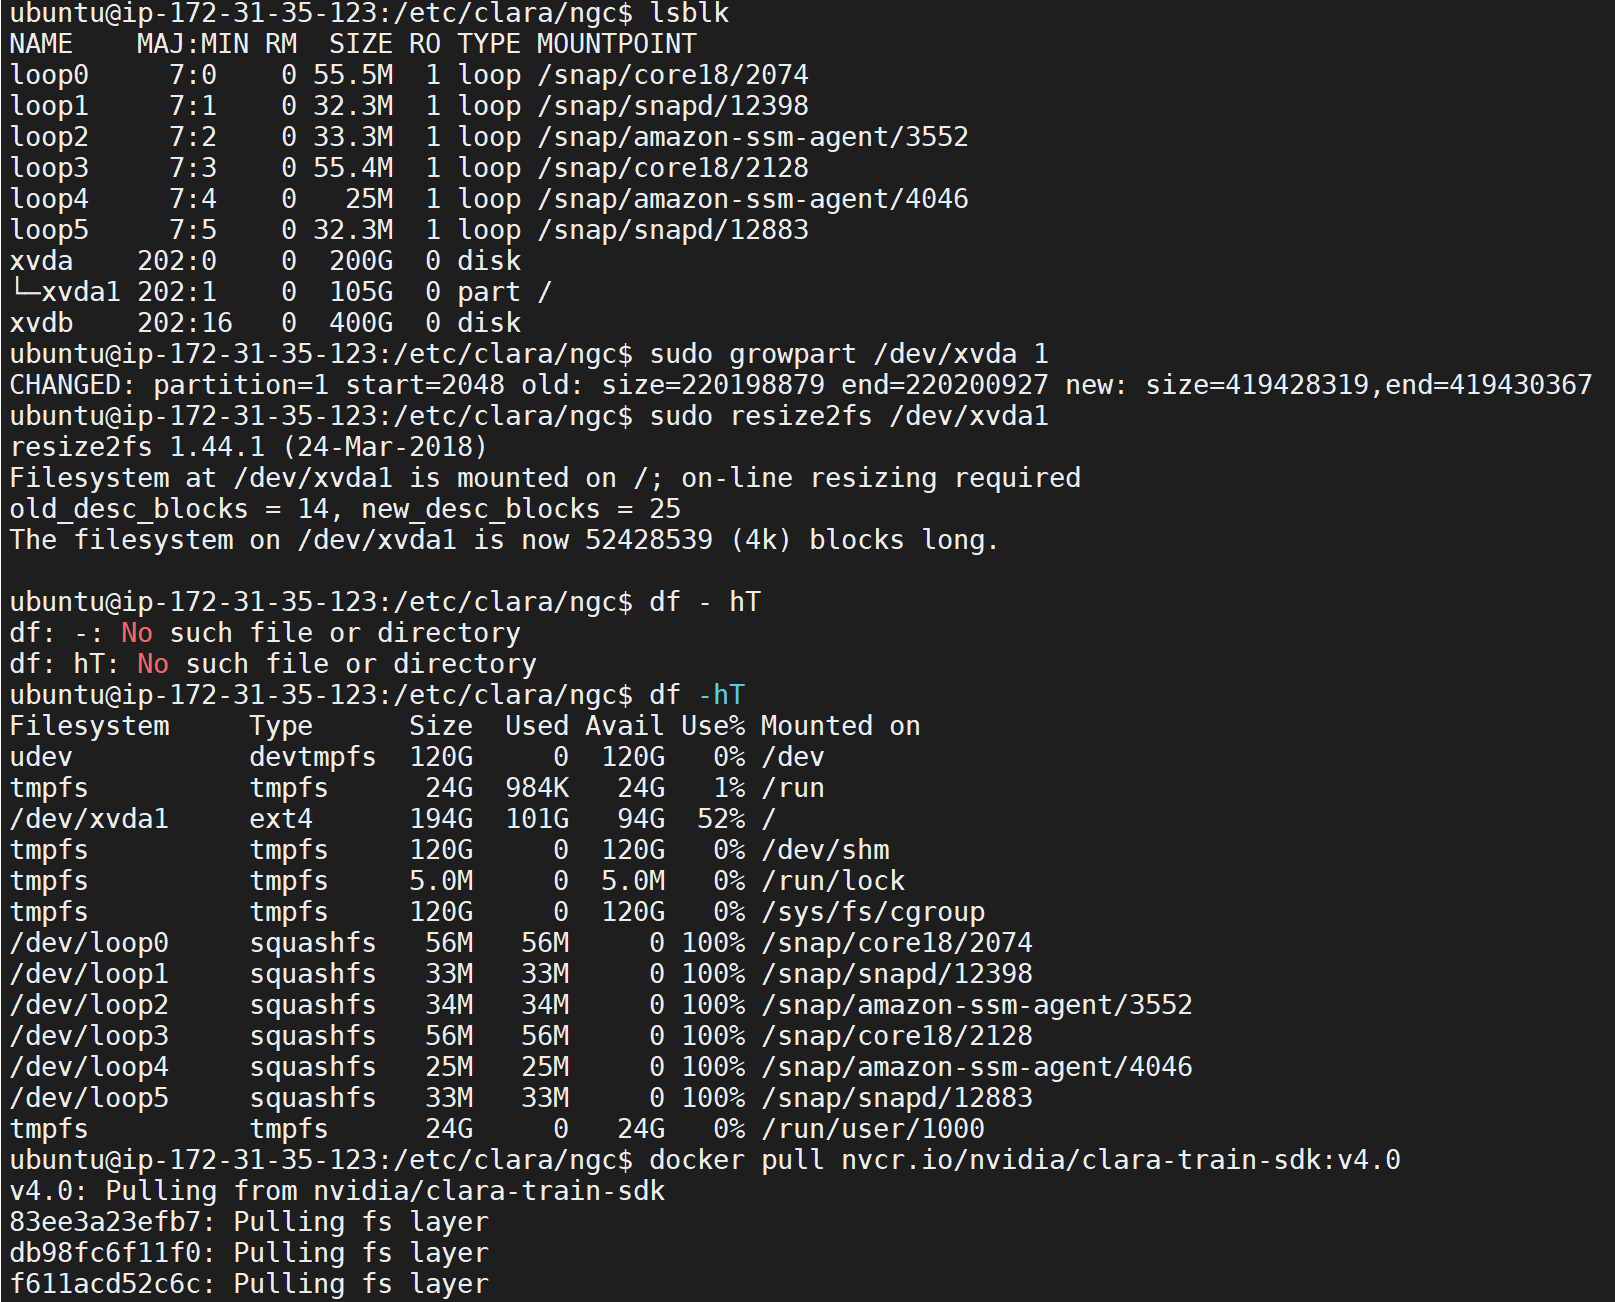 ubuntu@ip-172-31-35-123:/etc/clara/ngc$ lsblk
NAME    MAJ:MIN RM  SIZE RO TYPE MOUNTPOINT
loop0     7:0    0 55.5M  1 loop /snap/core18/2074
loop1     7:1    0 32.3M  1 loop /snap/snapd/12398
loop2     7:2    0 33.3M  1 loop /snap/amazon-ssm-agent/3552
loop3     7:3    0 55.4M  1 loop /snap/core18/2128
loop4     7:4    0   25M  1 loop /snap/amazon-ssm-agent/4046
loop5     7:5    0 32.3M  1 loop /snap/snapd/12883
xvda    202:0    0  200G  0 disk
└─xvda1 202:1    0  105G  0 part /
xvdb    202:16   0  400G  0 disk
ubuntu@ip-172-31-35-123:/etc/clara/ngc$ sudo growpart /dev/xvda 1
CHANGED: partition=1 start=2048 old: size=220198879 end=220200927 new: size=419428319,end=419430367
ubuntu@ip-172-31-35-123:/etc/clara/ngc$ sudo resize2fs /dev/xvda1
resize2fs 1.44.1 (24-Mar-2018)
Filesystem at /dev/xvda1 is mounted on /; on-line resizing required
old_desc_blocks = 14, new_desc_blocks = 25
The filesystem on /dev/xvda1 is now 52428539 (4k) blocks long.
ubuntu@ip-172-31-35-123:/etc/clara/ngc$ df - hT
df: -: No such file or directory
df: hT: No such file or directory
ubuntu@ip-172-31-35-123:/etc/clara/ngc$ df -hT
Filesystem     Type      Size  Used Avail Use% Mounted on
udev           devtmpfs  120G     0  120G   0% /dev
tmpfs          tmpfs      24G  984K   24G   1% /run
/dev/xvda1     ext4      194G  101G   94G  52% /
tmpfs          tmpfs     120G     0  120G   0% /dev/shm
tmpfs          tmpfs     5.0M     0  5.0M   0% /run/lock
tmpfs          tmpfs     120G     0  120G   0% /sys/fs/cgroup
/dev/loop0     squashfs   56M   56M     0 100% /snap/core18/2074
/dev/loop1     squashfs   33M   33M     0 100% /snap/snapd/12398
/dev/loop2     squashfs   34M   34M     0 100% /snap/amazon-ssm-agent/3552
/dev/loop3     squashfs   56M   56M     0 100% /snap/core18/2128
/dev/loop4     squashfs   25M   25M     0 100% /snap/amazon-ssm-agent/4046
/dev/loop5     squashfs   33M   33M     0 100% /snap/snapd/12883
tmpfs          tmpfs      24G     0   24G   0% /run/user/1000
ubuntu@ip-172-31-35-123:/etc/clara/ngc$ docker pull nvcr.io/nvidia/clara-train-sdk:v4.0
v4.0: Pulling from nvidia/clara-train-sdk
83ee3a23efb7: Pulling fs layer
db98fc6f11f0: Pulling fs layer
f611acd52c6c: Pulling fs layer